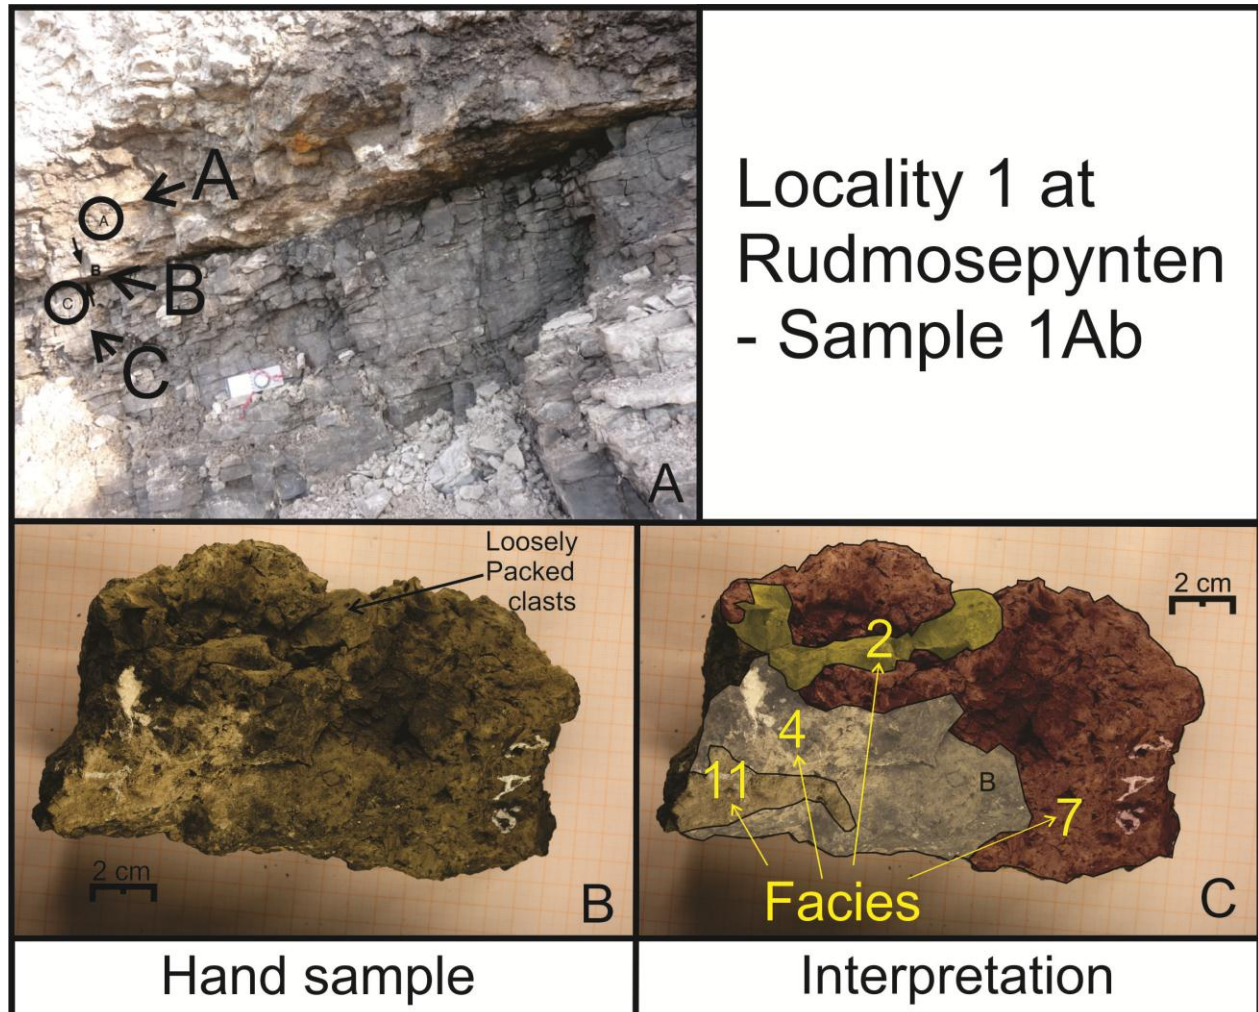 A
A
B
B
C
C
A
Locality 1 at
Rudmosepynten
- Sample 1Ab
Loosely
Packed
clasts
2 cm
B
2 cm
2
4
11
B
7
Facies
C
Hand sample
Interpretation